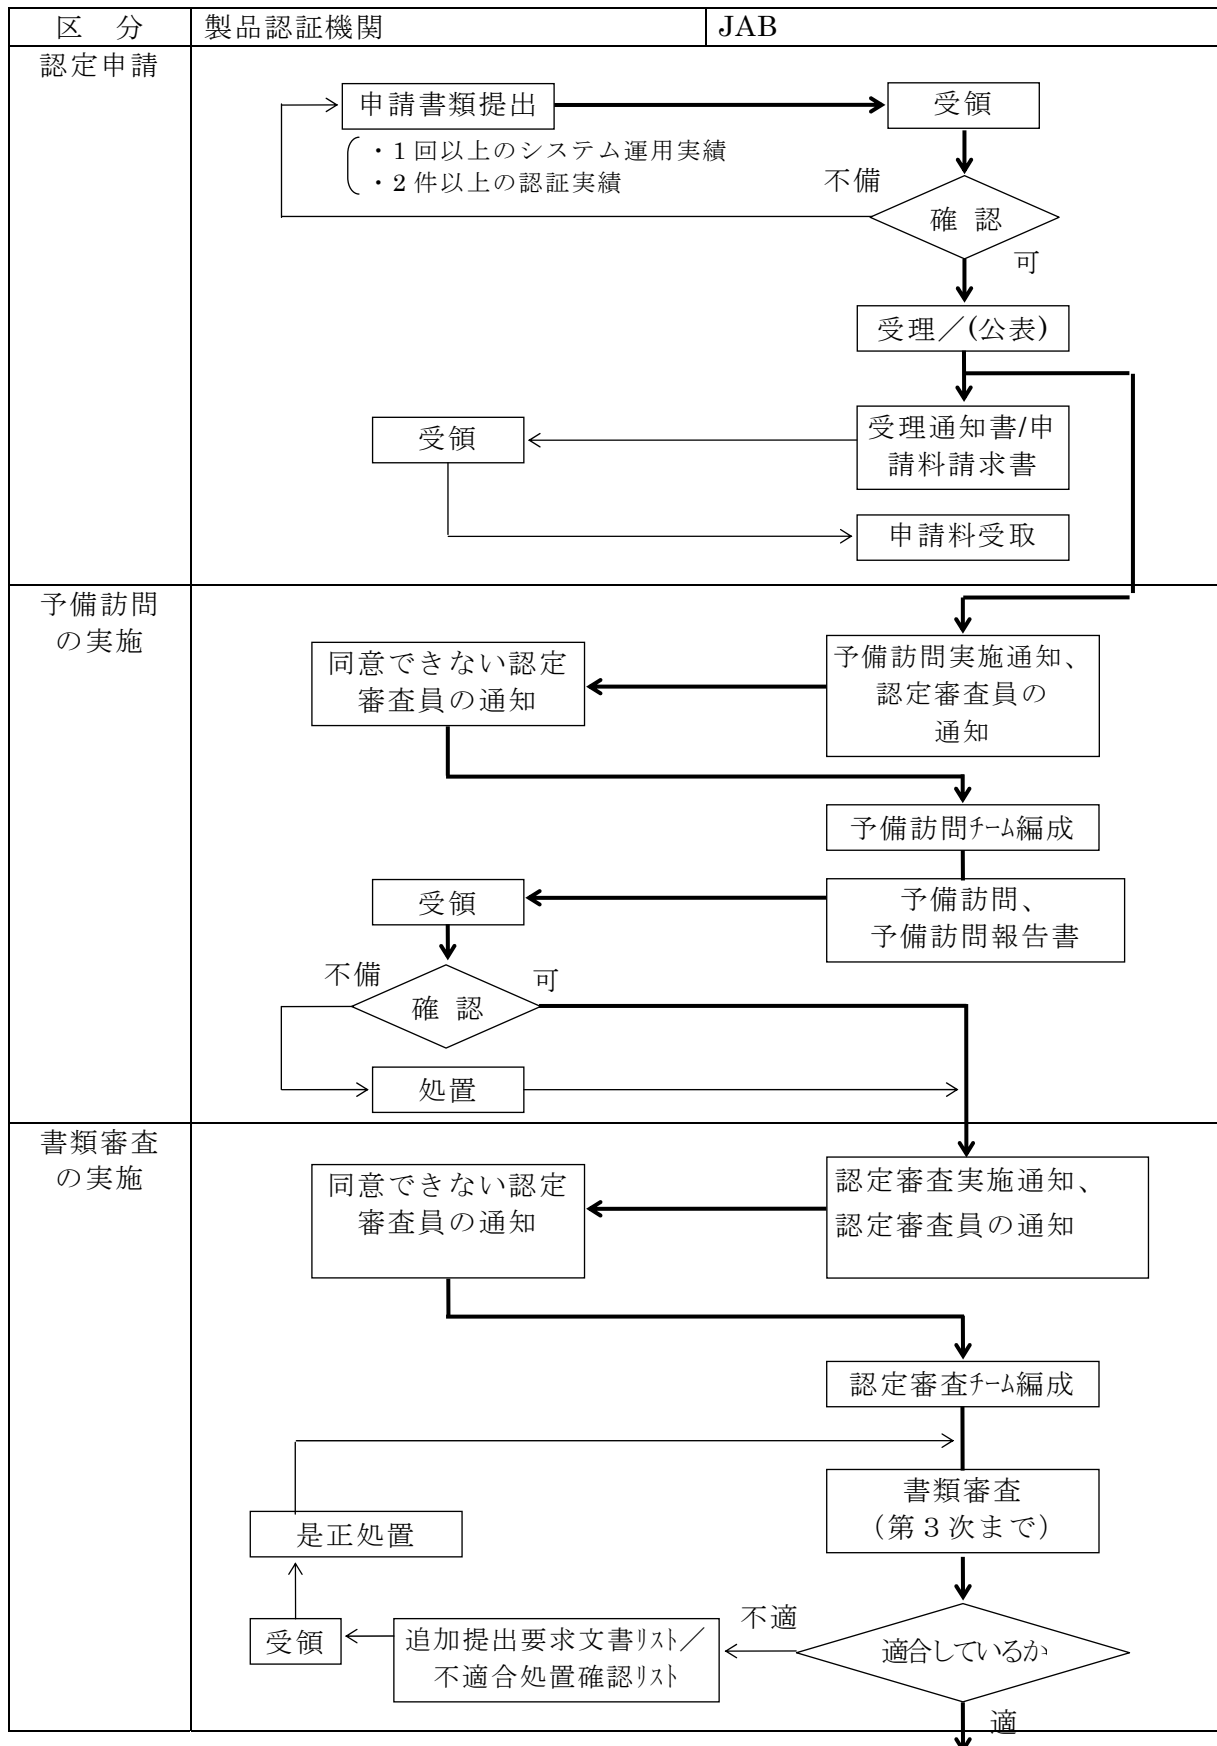 区　分
製品認証機関
JAB
認定申請
申請書類提出
受領
・1 回以上のシステム運用実績
・2 件以上の認証実績
不備
確 認
可
受理／(公表)
受領
受理通知書/申
請料請求書
申請料受取
予備訪問
の実施
同意できない認定
審査員の通知
予備訪問実施通知、
認定審査員の
通知
予備訪問ﾁｰﾑ編成
受領
予備訪問、
予備訪問報告書
不備
可
確 認
処置
書類審査
の実施
同意できない認定
審査員の通知
認定審査実施通知、
認定審査員の通知
認定審査ﾁｰﾑ編成
書類審査
（第３次まで）
是正処置
不適
受領
追加提出要求文書ﾘｽﾄ／
不適合処置確認ﾘｽﾄ
適合しているか
適